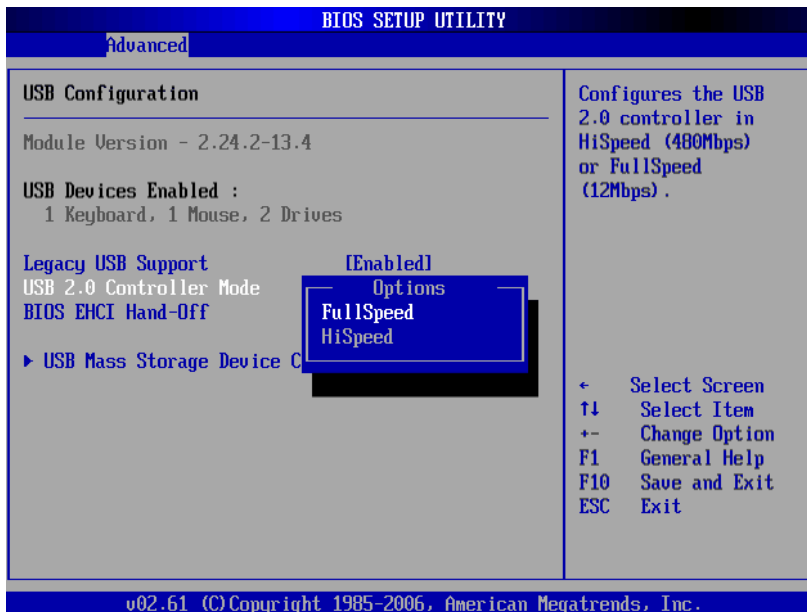 BIOS SETUP UTILITY
Advanced
USB Configuration
Module Version - 2.24.2-13.4
USB Devices Enabled :
1 Keyboard, 1 Mouse, 2 Drives
Legacy USB Support [Enabled]
USB 2.0 Controller Mode
BIOS EHCI Hand-Off
▶ USB Mass Storage Device C
Options
FullSpeed
HiSpeed
Configures the USB
2.0 controller in
HiSpeed (480Mbps)
or FullSpeed
(12Mbps).
← Select Screen
↑↓ Select Item
+- Change Option
F1 General Help
F10 Save and Exit
ESC Exit
v02.61 (C)Copyright 1985-2006, American Megatrends, Inc.